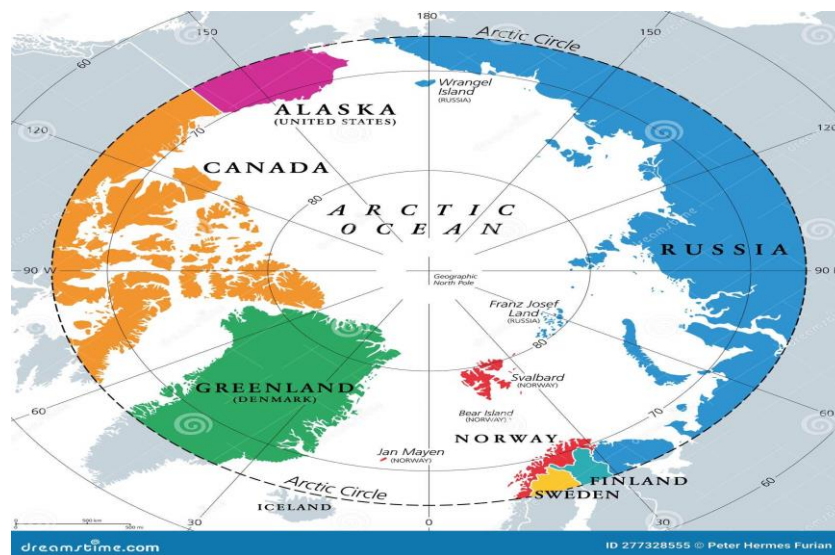 180
Arctic Circle
150
150
60
60
Wrangel
Island
(RUSSIA)
ALASKA
(UNITED STATES)
70
120
120
CANADA
80
ARCTIC
OCEAN
RUSSIA
90 W
Geographic
North Pole
Franz Josef
Land
(RUSSIA)
80
GREENLAND
(DENMARK)
Svalbard
(NORWAY)
Bear Island
(NORWAY)
70
60
NORWAY
Jan Mayen
(NORWAY)
60
FINLAND
SWEDEN
Arctic Circle
ICELAND
30
0
30
dreamstime.com
ID 277328555 © Peter Hermes Furian